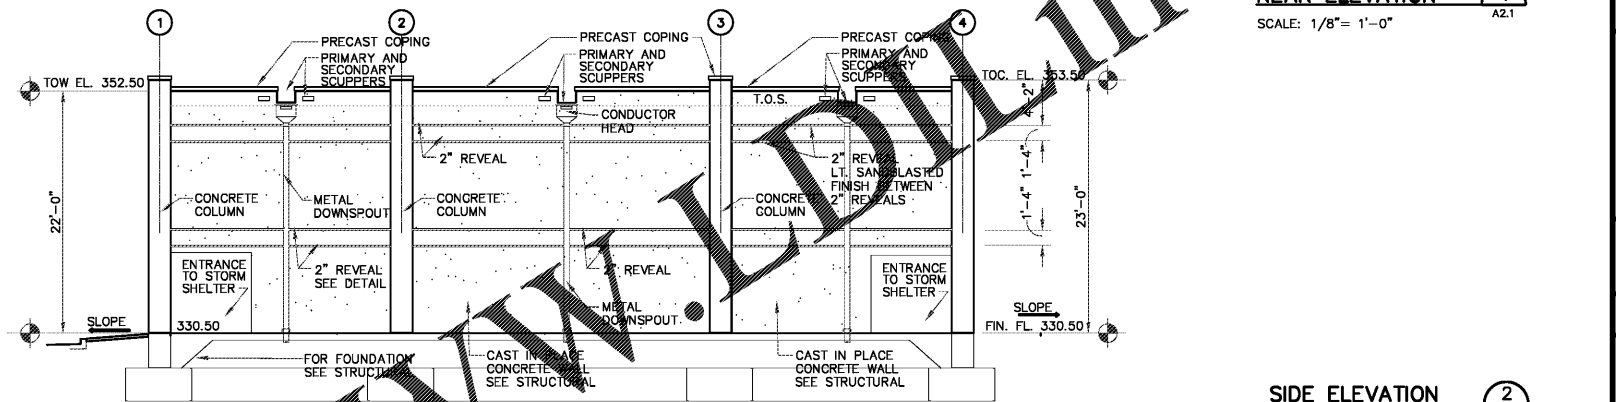 1
2
3
4
REAR ELEVATION
A2.1
SCALE: 1/8"= 1'-0"
PRECAST COPING
PRIMARY AND
SECONDARY
SCUPPERS
PRECAST COPING
PRIMARY AND
SECONDARY
SCUPPERS
PRECAST COPING
PRIMARY AND
SECONDARY
SCUPPERS
TOW EL. 352.50
TOC. EL. 353.50
T.O.S.
CONDUCTOR
HEAD
2" REVEAL
2" REVEAL
LT. SANDBLASTED
FINISH BETWEEN
2" REVEALS
CONCRETE
COLUMN
METAL
DOWNSPOUT
CONCRETE
COLUMN
CONCRETE
COLUMN
22'-0"
1'-4"
1'-4"
23'-0"
ENTRANCE
TO STORM
SHELTER
2" REVEAL
SEE DETAIL
2" REVEAL
METAL
DOWNSPOUT
ENTRANCE
TO STORM
SHELTER
SLOPE
330.50
SLOPE
FIN. FL. 330.50
FOR FOUNDATION
SEE STRUCTURAL
CAST IN PLACE
CONCRETE WALL
SEE STRUCTURAL
CAST IN PLACE
CONCRETE WALL
SEE STRUCTURAL
SIDE ELEVATION
2
WW.LDILin